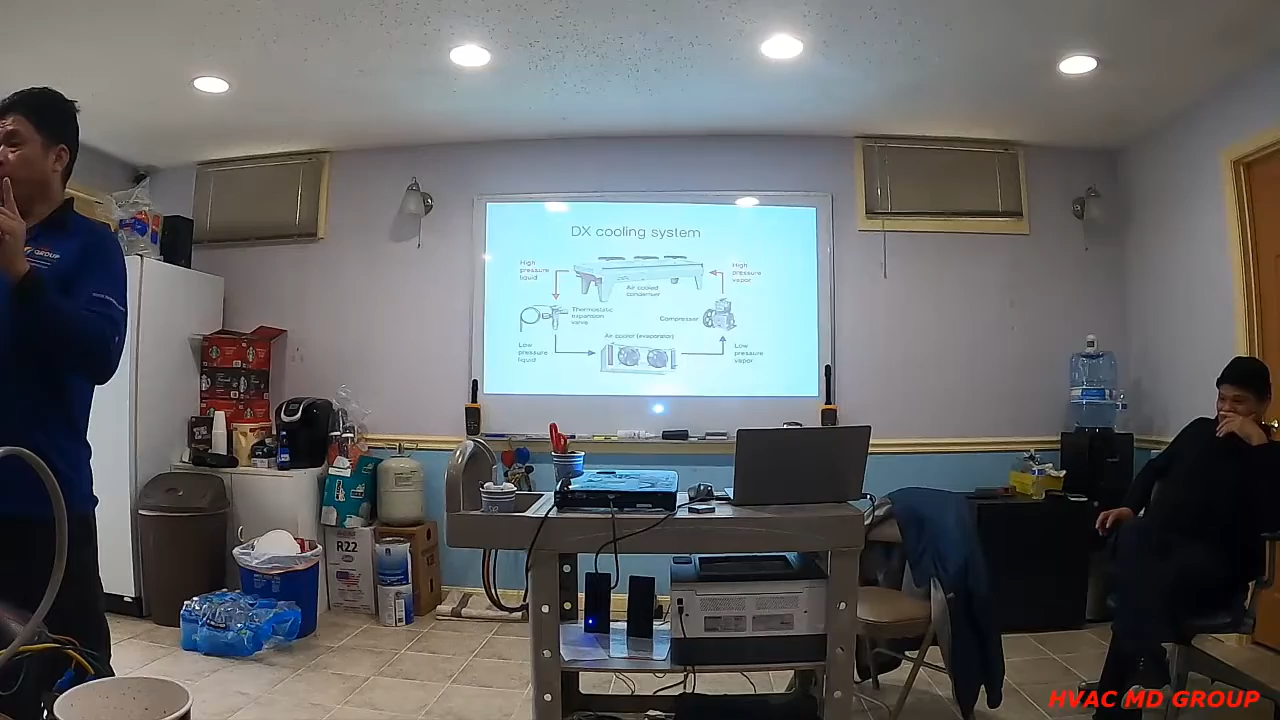 DX cooling system
High
pressure
liquid
High
pressure
vapor
Air cooled
condenser
Thermostatic
expansion
valve
Compressor
Air cooler (evaporator)
Low
pressure
liquid
Low
pressure
vapor
GROUP
R22
HVAC MD GROUP